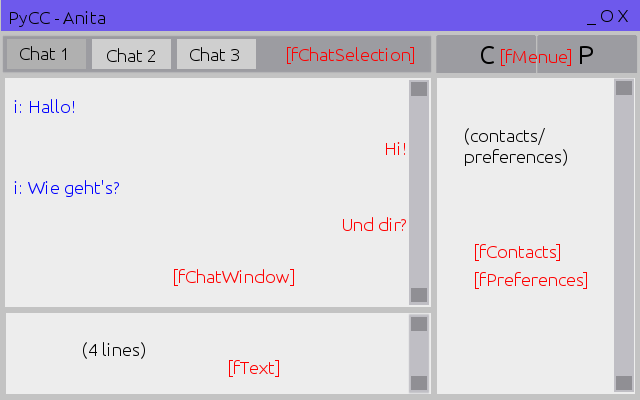 PyCC - Anita
_ O X
Chat 1
Chat 2
Chat 3
[fChatSelection]
C [fMenue] P
i: Hallo!
Hi!
i: Wie geht's?
Und dir?
[fChatWindow]
(contacts/
preferences)
[fContacts]
[fPreferences]
(4 lines)
[fText]